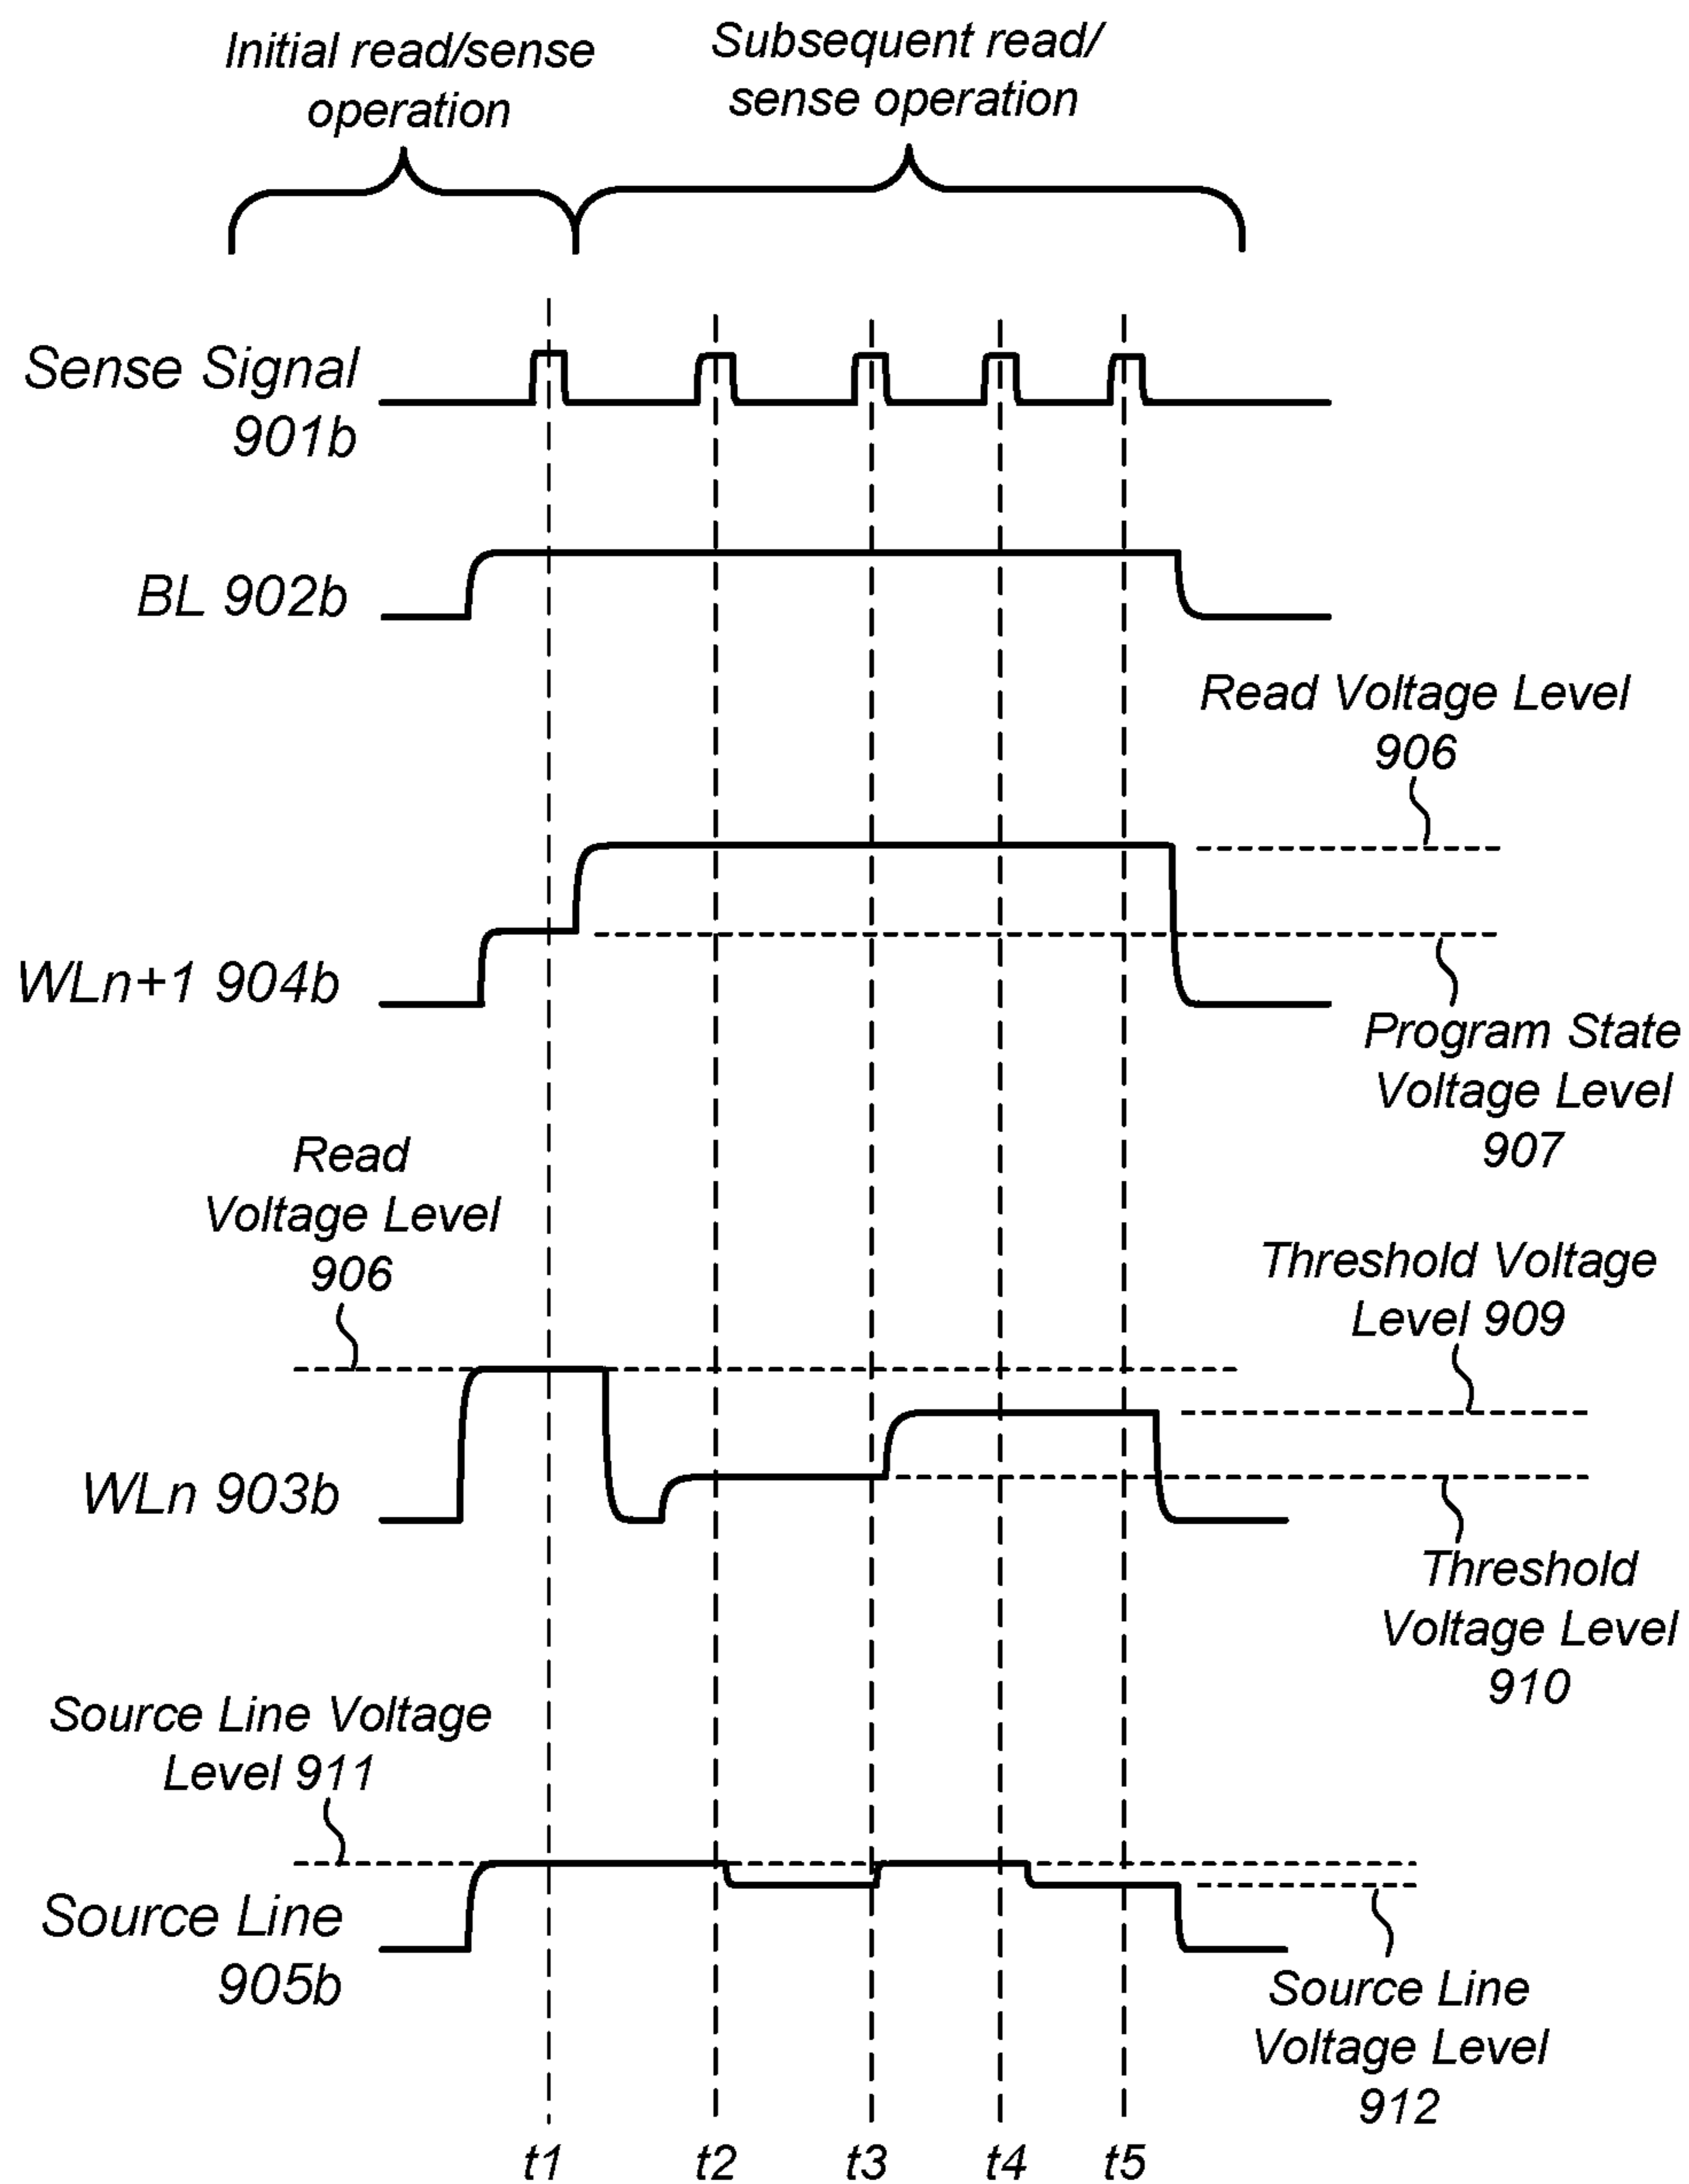 Initial read/sense
operation
Subsequent read/
sense operation
Sense Signal
901b
BL 902b
Read Voltage Level
906
WLn+1 904b
Program State
Voltage Level
907
Read
Voltage Level
906
Threshold Voltage
Level 909
WLn 903b
Threshold
Voltage Level
910
Source Line Voltage
Level 911
Source Line
905b
Source Line
Voltage Level
912
t1 t2 t3 t4 t5